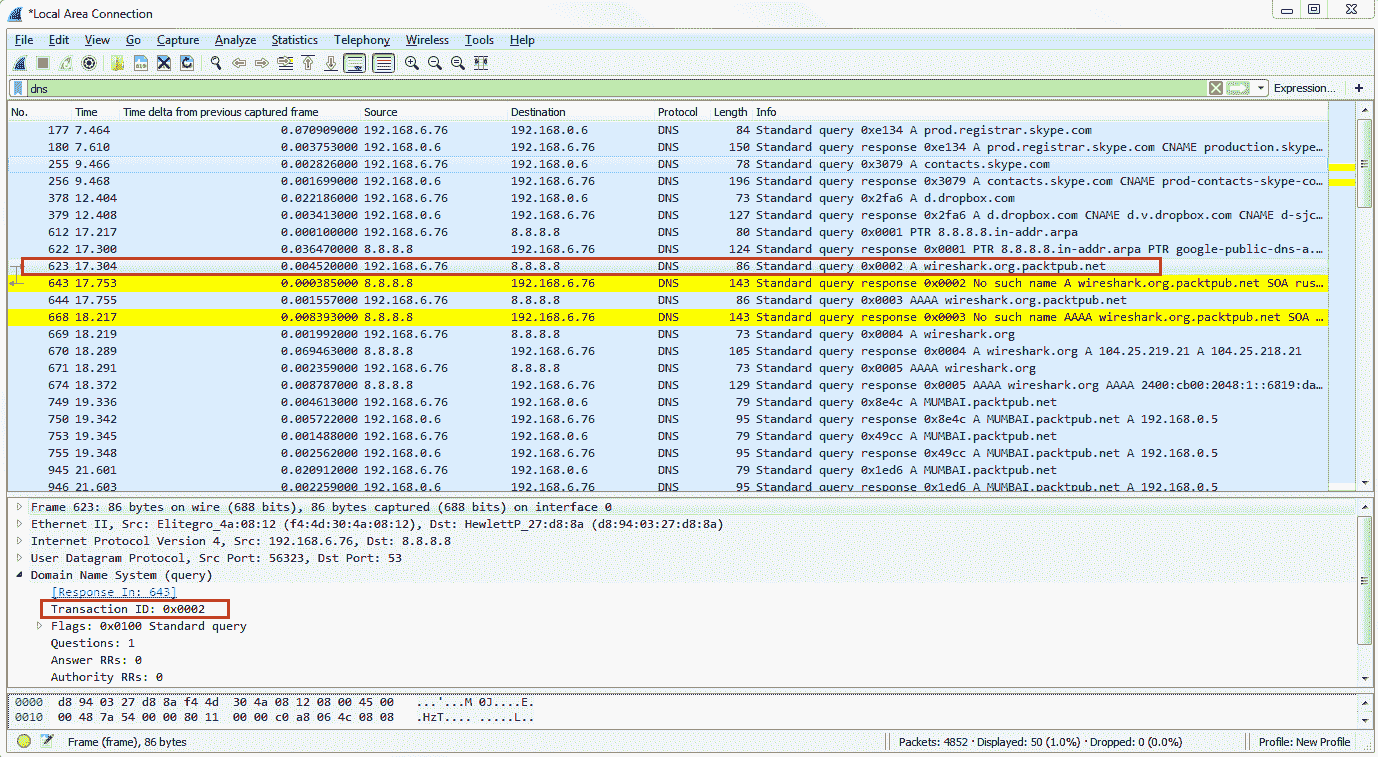 *Local Area Connection
File Edit View Go Capture Analyze Statistics Telephony Wireless Tools Help
dns Expression... +
No. Time Time delta from previous captured frame Source Destination Protocol Length Info
177 7.464 0.070909000 192.168.6.76 192.168.0.6 DNS 84 Standard query 0xe134 A prod.registrar.skype.com
180 7.610 0.003753000 192.168.0.6 192.168.6.76 DNS 150 Standard query response 0xe134 A prod.registrar.skype.com CNAME production.skype…
255 9.466 0.002826000 192.168.6.76 192.168.0.6 DNS 78 Standard query 0x3079 A contacts.skype.com
256 9.468 0.001699000 192.168.0.6 192.168.6.76 DNS 196 Standard query response 0x3079 A contacts.skype.com CNAME prod-contacts-skype-co…
378 12.404 0.022186000 192.168.6.76 192.168.0.6 DNS 73 Standard query 0x2fa6 A d.dropbox.com
379 12.408 0.003413000 192.168.0.6 192.168.6.76 DNS 127 Standard query response 0x2fa6 A d.dropbox.com CNAME d.v.dropbox.com CNAME d-sjc…
612 17.217 0.000100000 192.168.6.76 8.8.8.8 DNS 80 Standard query 0x0001 PTR 8.8.8.8.in-addr.arpa
622 17.300 0.036470000 8.8.8.8 192.168.6.76 DNS 124 Standard query response 0x0001 PTR 8.8.8.8.in-addr.arpa PTR google-public-dns-a.…
623 17.304 0.004520000 192.168.6.76 8.8.8.8 DNS 86 Standard query 0x0002 A wireshark.org.packtpub.net
643 17.753 0.000385000 8.8.8.8 192.168.6.76 DNS 143 Standard query response 0x0002 No such name A wireshark.org.packtpub.net SOA rus…
644 17.755 0.001557000 192.168.6.76 8.8.8.8 DNS 86 Standard query 0x0003 AAAA wireshark.org.packtpub.net
668 18.217 0.008393000 8.8.8.8 192.168.6.76 DNS 143 Standard query response 0x0003 No such name AAAA wireshark.org.packtpub.net SOA …
669 18.219 0.001992000 192.168.6.76 8.8.8.8 DNS 73 Standard query 0x0004 A wireshark.org
670 18.289 0.069463000 8.8.8.8 192.168.6.76 DNS 105 Standard query response 0x0004 A wireshark.org A 104.25.219.21 A 104.25.218.21
671 18.291 0.002359000 192.168.6.76 8.8.8.8 DNS 73 Standard query 0x0005 AAAA wireshark.org
674 18.372 0.008787000 8.8.8.8 192.168.6.76 DNS 129 Standard query response 0x0005 AAAA wireshark.org AAAA 2400:cb00:2048:1::6819:da…
749 19.336 0.004613000 192.168.6.76 192.168.0.6 DNS 79 Standard query 0x8e4c A MUMBAI.packtpub.net
750 19.342 0.005722000 192.168.0.6 192.168.6.76 DNS 95 Standard query response 0x8e4c A MUMBAI.packtpub.net A 192.168.0.5
753 19.345 0.001488000 192.168.6.76 192.168.0.6 DNS 79 Standard query 0x49cc A MUMBAI.packtpub.net
755 19.348 0.002562000 192.168.0.6 192.168.6.76 DNS 95 Standard query response 0x49cc A MUMBAI.packtpub.net A 192.168.0.5
945 21.601 0.020912000 192.168.6.76 192.168.0.6 DNS 79 Standard query 0x1ed6 A MUMBAI.packtpub.net
946 21.603 0.002259000 192.168.0.6 192.168.6.76 DNS 95 Standard query response 0x1ed6 A MUMBAI.packtpub.net A 192.168.0.5
Frame 623: 86 bytes on wire (688 bits), 86 bytes captured (688 bits) on interface 0
Ethernet II, Src: Elitegro_4a:08:12 (f4:4d:30:4a:08:12), Dst: HewlettP_27:d8:8a (d8:94:03:27:d8:8a)
Internet Protocol Version 4, Src: 192.168.6.76, Dst: 8.8.8.8
User Datagram Protocol, Src Port: 56323, Dst Port: 53
Domain Name System (query)
[Response In: 643]
Transaction ID: 0x0002
Flags: 0x0100 Standard query
Questions: 1
Answer RRs: 0
Authority RRs: 0
0000 d8 94 03 27 d8 8a f4 4d 30 4a 08 12 08 00 45 00 ...'...M 0J....E.
0010 00 48 7a 54 00 00 80 11 00 00 c0 a8 06 4c 08 08 .HzT.... .....L..
Frame (frame), 86 bytes Packets: 4852 · Displayed: 50 (1.0%) · Dropped: 0 (0.0%) Profile: New Profile